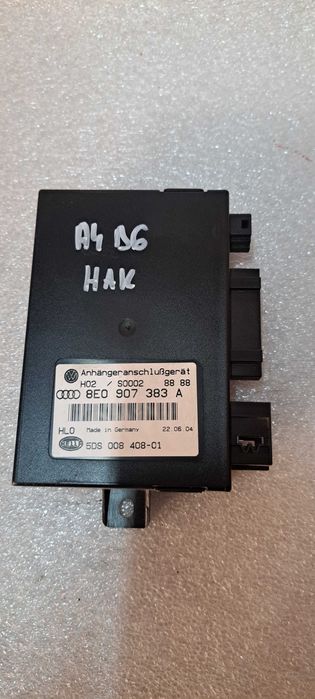 A4 B6
HAK
Anhängeranschlußgerät
H02 / S0002 88 88
8E0 907 383 A
HLO Made in Germany 22.06.04
HELLA 5DS 008 408-01